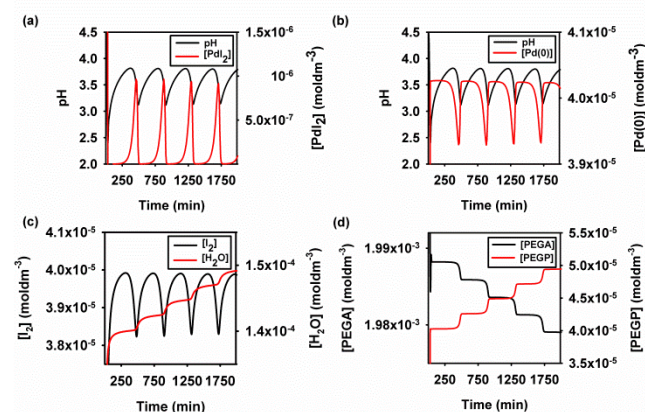 (a)
4.5
4.0
3.5
3.0
2.5
2.0
pH
pH
[PdI2]
1.5x10-6
10-6
5.0x10-7
[PdI2] (moldm-3)
250 750 1250 1750
Time (min)
(b)
4.5
4.0
3.5
3.0
2.5
2.0
pH
pH
[Pd(0)]
4.1x10-5
4.0x10-5
3.9x10-5
[Pd(0)] (moldm-3)
250 750 1250 1750
Time (min)
(c)
4.1x10-5
4.0x10-5
3.9x10-5
3.8x10-5
[I2] (moldm-3)
[I2]
[H2O]
1.5x10-4
1.4x10-4
[H2O] (moldm-3)
250 750 1250 1750
Time (min)
(d)
1.99x10-3
1.98x10-3
[PEGA] (moldm-3)
[PEGA]
[PEGP]
5.5x10-5
5.0x10-5
4.5x10-5
4.0x10-5
3.5x10-5
[PEGP] (moldm-3)
250 750 1250 1750
Time (min)